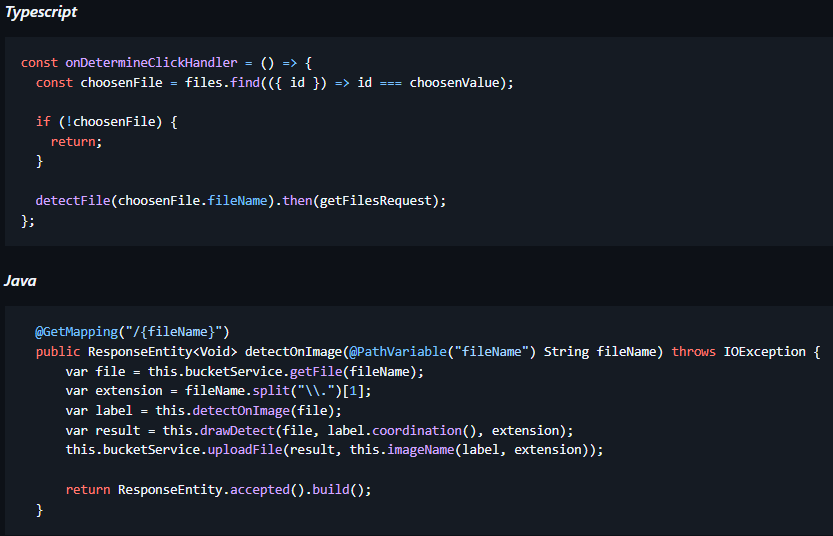 Typescript
const onDetermineClickHandler = () => {
  const choosenFile = files.find(({ id }) => id === choosenValue);

  if (!choosenFile) {
    return;
  }

  detectFile(choosenFile.fileName).then(getFilesRequest);
};
Java
  @GetMapping("/{fileName}")
  public ResponseEntity<Void> detectOnImage(@PathVariable("fileName") String fileName) throws IOException {
      var file = this.bucketService.getFile(fileName);
      var extension = fileName.split("\\.")[1];
      var label = this.detectOnImage(file);
      var result = this.drawDetect(file, label.coordination(), extension);
      this.bucketService.uploadFile(result, this.imageName(label, extension));

      return ResponseEntity.accepted().build();
  }